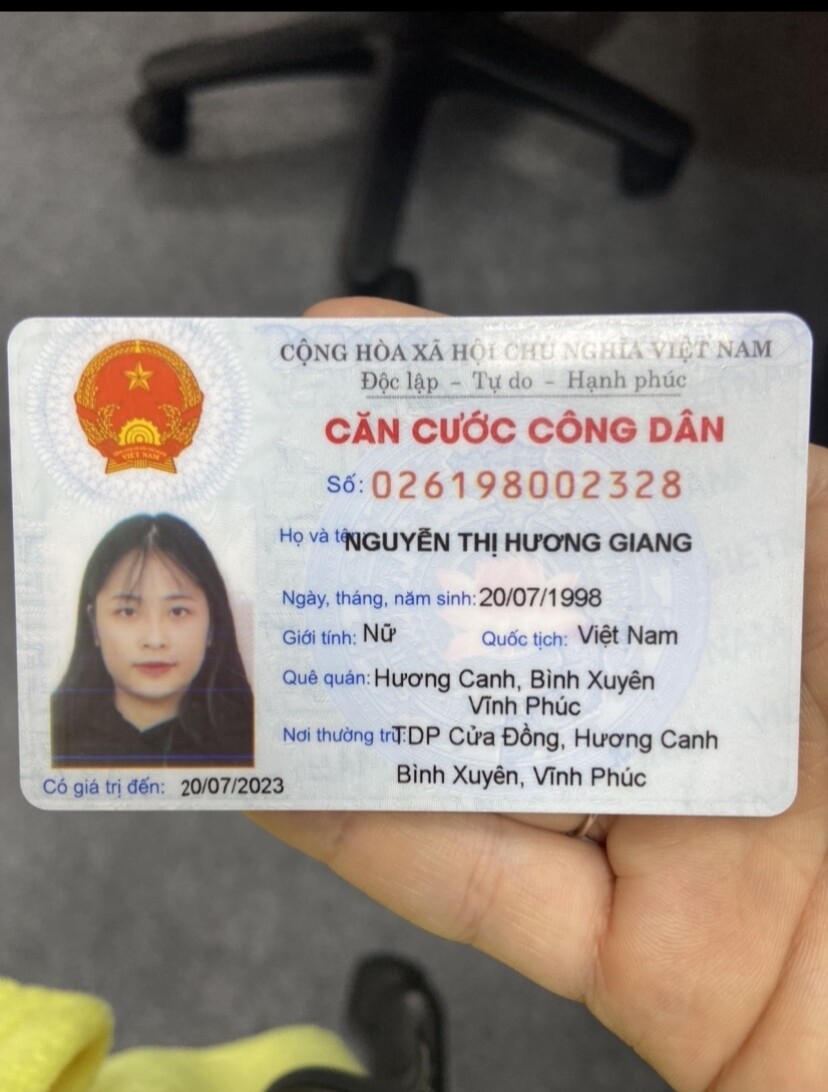 CỘNG HÒA XÃ HỘI CHỦ NGHĨA VIỆT NAM
Độc lập - Tự do - Hạnh phúc
CĂN CƯỚC CÔNG DÂN
Số: 026198002328
Họ và tên: NGUYỄN THỊ HƯƠNG GIANG
Ngày, tháng, năm sinh: 20/07/1998
Giới tính: Nữ Quốc tịch: Việt Nam
Quê quán: Hương Canh, Bình Xuyên
Vĩnh Phúc
Nơi thường trú: TDP Cửa Đồng, Hương Canh
Bình Xuyên, Vĩnh Phúc
Có giá trị đến: 20/07/2023